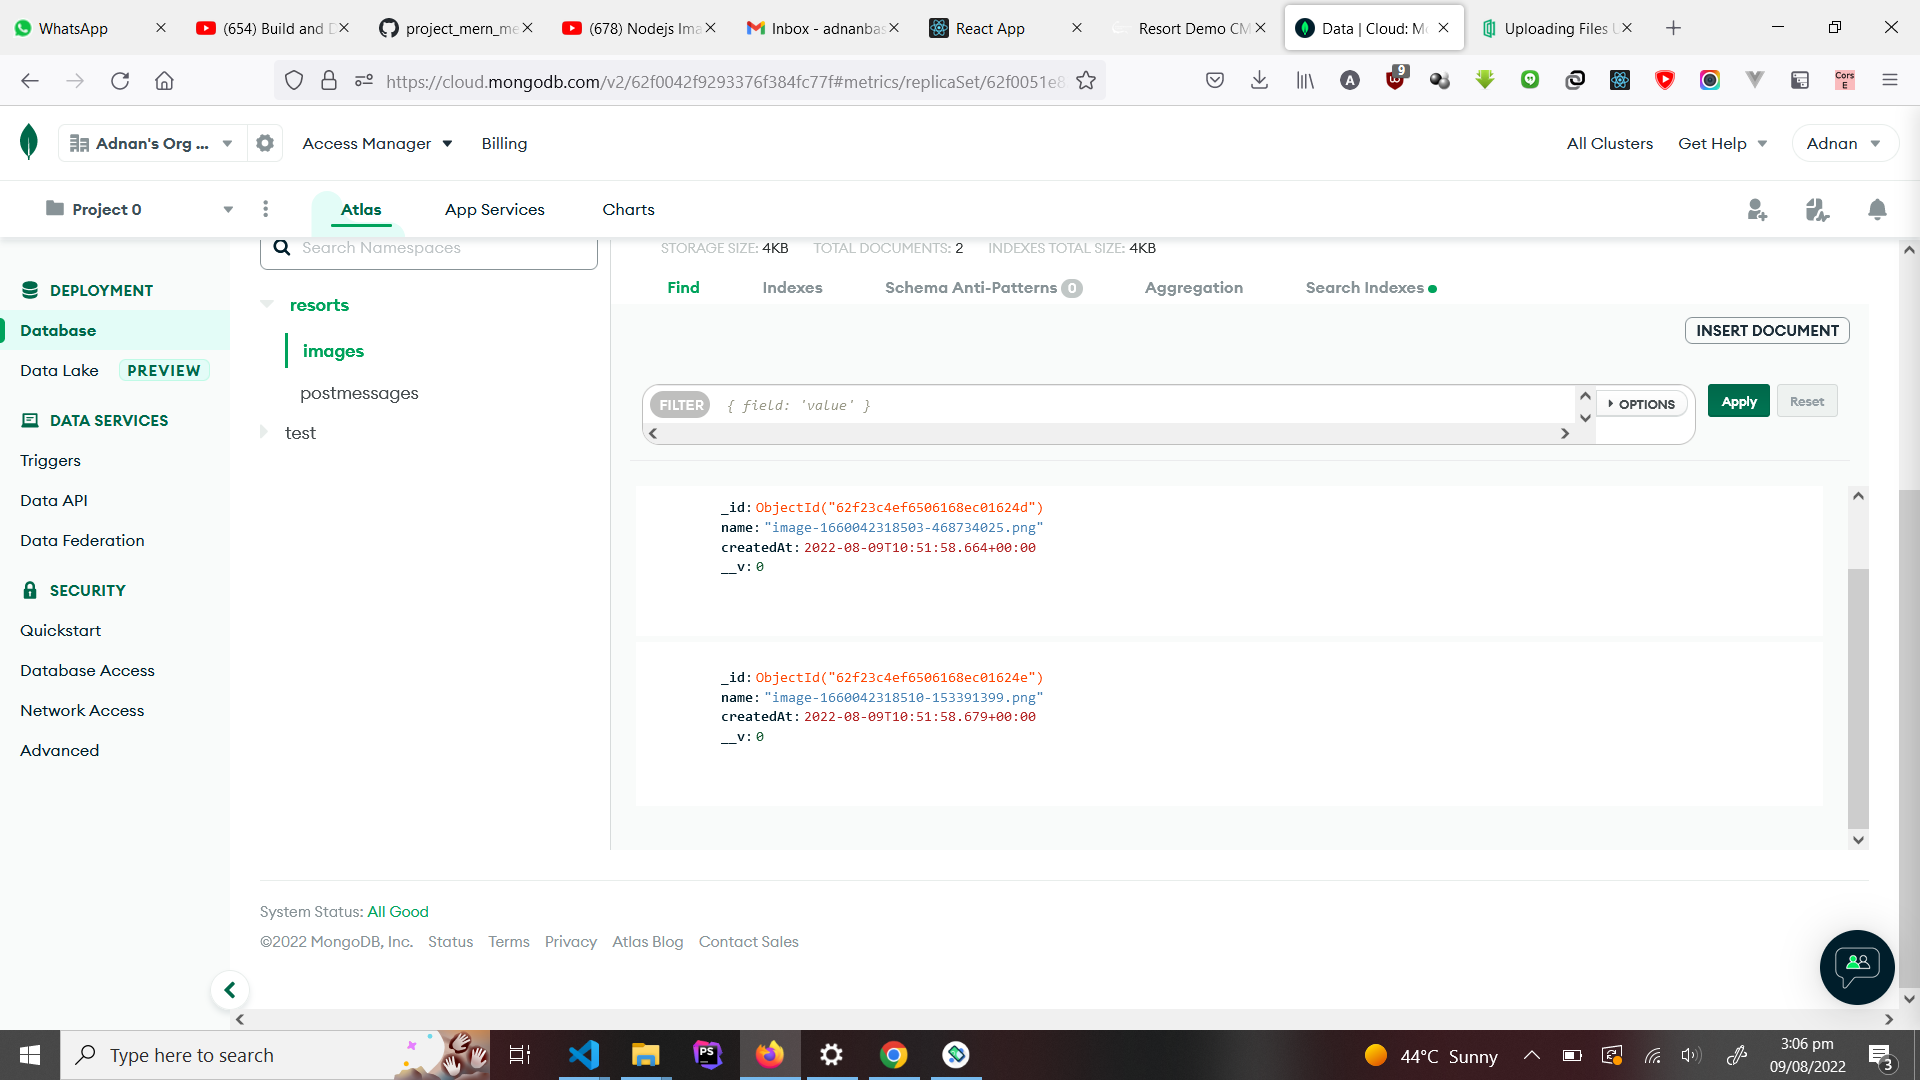 WhatsApp
(654) Build and D
project_mern_me
(678) Nodejs Ima
Inbox - adnanbas
React App
Resort Demo CM
Data | Cloud: Mo
Uploading Files U
https://cloud.mongodb.com/v2/62f0042f9293376f384fc77f#metrics/replicaSet/62f0051e8
A
9
Cors
E
Adnan's Org ...
Access Manager
Billing
All Clusters
Get Help
Adnan
Project 0
Atlas
App Services
Charts
Search Namespaces
STORAGE SIZE: 4KB
TOTAL DOCUMENTS: 2
INDEXES TOTAL SIZE: 4KB
DEPLOYMENT
Database
Data Lake
PREVIEW
DATA SERVICES
Triggers
Data API
Data Federation
SECURITY
Quickstart
Database Access
Network Access
Advanced
resorts
images
postmessages
test
Find
Indexes
Schema Anti-Patterns 0
Aggregation
Search Indexes
INSERT DOCUMENT
FILTER
{ field: 'value' }
OPTIONS
Apply
Reset
_id: ObjectId("62f23c4ef6506168ec01624d")
name: "image-1660042318503-468734025.png"
createdAt: 2022-08-09T10:51:58.664+00:00
__v: 0
_id: ObjectId("62f23c4ef6506168ec01624e")
name: "image-1660042318510-153391399.png"
createdAt: 2022-08-09T10:51:58.679+00:00
__v: 0
System Status: All Good
©2022 MongoDB, Inc.
Status
Terms
Privacy
Atlas Blog
Contact Sales
Type here to search
PS
44°C Sunny
3:06 pm
09/08/2022
3